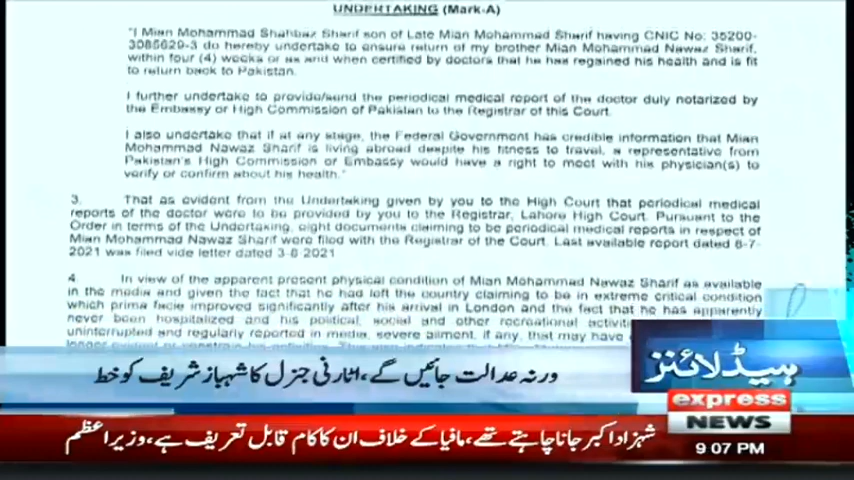 UNDERTAKING (Mark-A)
"I Mian Mohammad Shahbaz Sharif son of Late Mian Mohammad Sharif having CNIC No: 35200-
3085629-3 do hereby undertake to ensure return of my brother Mian Mohammad Nawaz Sharif,
within four (4) weeks or as and when certified by doctors that he has regained his health and is fit
to return back to Pakistan.
I further undertake to provide/send the periodical medical report of the doctor duly notarized by
the Embassy or High Commission of Pakistan to the Registrar of this Court.
I also undertake that if at any stage, the Federal Government has credible information that Mian
Mohammad Nawaz Sharif is living abroad despite his fitness to travel, a representative from
Pakistan's High Commission or Embassy would have a right to meet with his physician(s) to
verify or confirm about his health."
3. That as evident from the Undertaking given by you to the High Court that periodical medical
reports of the doctor were to be provided by you to the Registrar, Lahore High Court. Pursuant to the
Order in terms of the Undertaking, eight documents claiming to be periodical medical reports in respect of
Mian Mohammad Nawaz Sharif were filed with the Registrar of the Court. Last available report dated 8-7-
2021 was filed vide letter dated 3-8-2021
4. In view of the apparent present physical condition of Mian Mohammad Nawaz Sharif as available
in the media and given the fact that he had left the country claiming to be in extreme critical condition
which prima facie improved significantly after his arrival in London and the fact that he has apparently
never been hospitalized and his political, social and other recreational
uninterrupted and regularly reported in media, severe ailment, if any, that may have
ہیڈلائنز
ورنہ عدالت جائیں گے، اٹارنی جنرل کا شہباز شریف کو خط
express
NEWS
شہزاد اکبر جانا چاہتے تھے، مافیا کے خلاف ان کا کام قابل تعریف ہے، وزیراعظم
9:07 PM